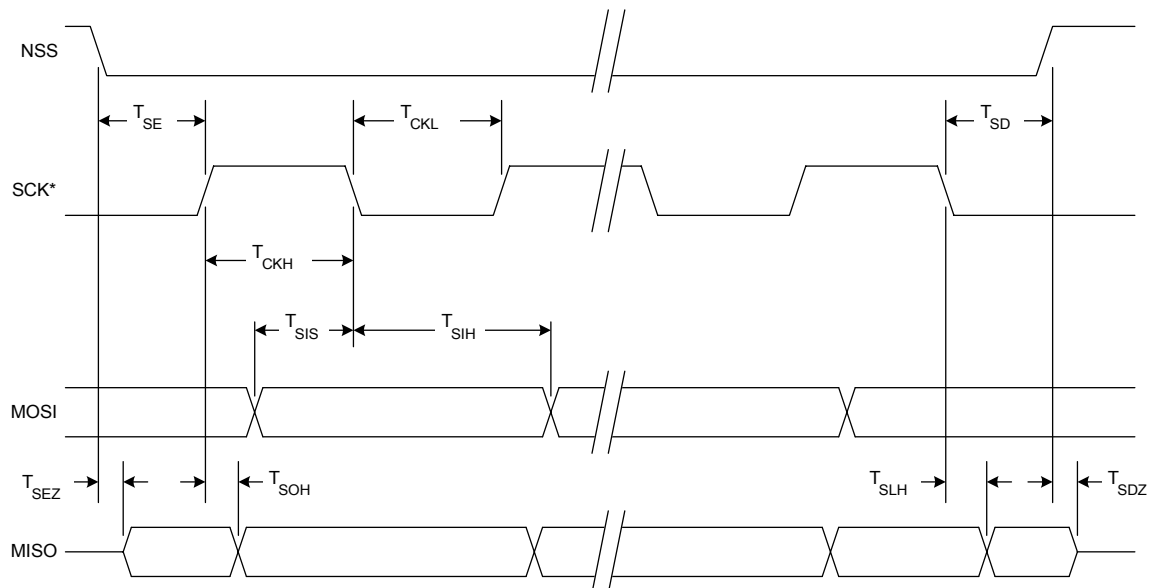 NSS
T_SE
T_CKL
T_SD
SCK*
T_CKH
T_SIS
T_SIH
MOSI
T_SEZ
T_SOH
T_SLH
T_SDZ
MISO